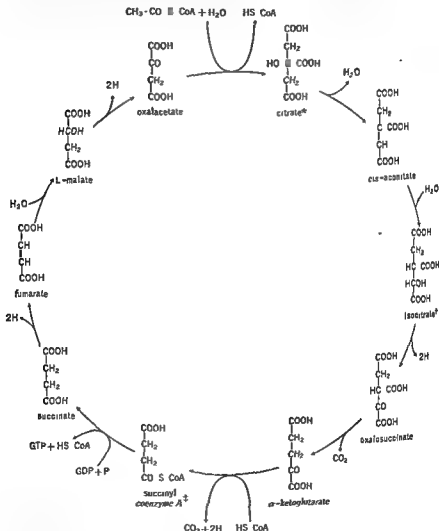 CH₃-CO ≡ CoA + H₂O HS CoA
COOH
CO
CH₂
COOH
oxalacetate
COOH
CH₂
HO COOH
CH₂
COOH
citrate*
H₂O
COOH
CH₂
C COOH
CH
COOH
cis-aconitate
H₂O
COOH
CH₂
HC COOH
HOH
COOH
isocitrate†
2H
COOH
CH₂
HC COOH
CO
COOH
oxalosuccinate
CO₂
COOH
CH₂
CH₂
CO
COOH
α-ketoglutarate
CO₂ + 2H HS CoA
COOH
CH₂
CH₂
CO S CoA
succinyl
coenzyme A‡
GDP + P
GTP + HS CoA
COOH
CH₂
CH₂
COOH
succinate
2H
COOH
CH
CH
COOH
fumarate
H₂O
COOH
HCOH
CH₂
COOH
L-malate
2H